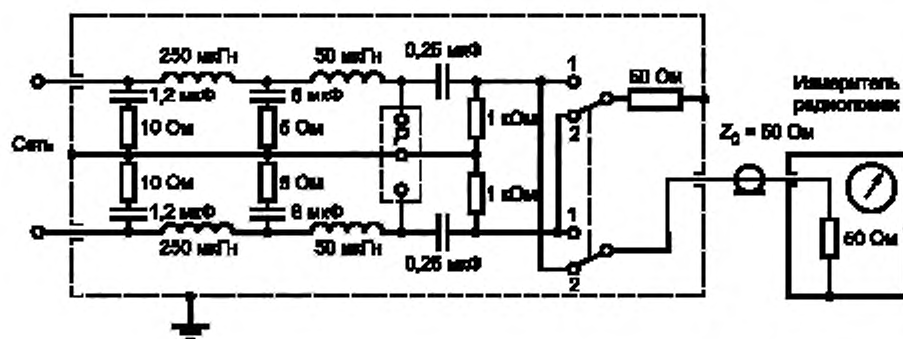 250 мкГн
50 мкГн
0,25 мкФ
1
50 Ом
Измеритель
радиопомех
1,2 мкФ
8 мкФ
1 кОм
2
Z₀ = 50 Ом
10 Ом
5 Ом
Сеть
10 Ом
5 Ом
1 кОм
1,2 мкФ
8 мкФ
1
50 Ом
250 мкГн
50 мкГн
0,25 мкФ
2